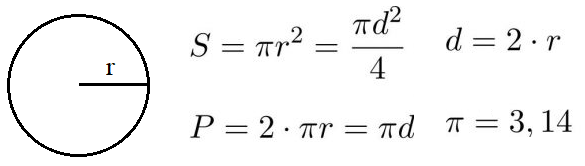 r
S = πr² = πd²/4
d = 2 · r
P = 2 · πr = πd
π = 3, 14